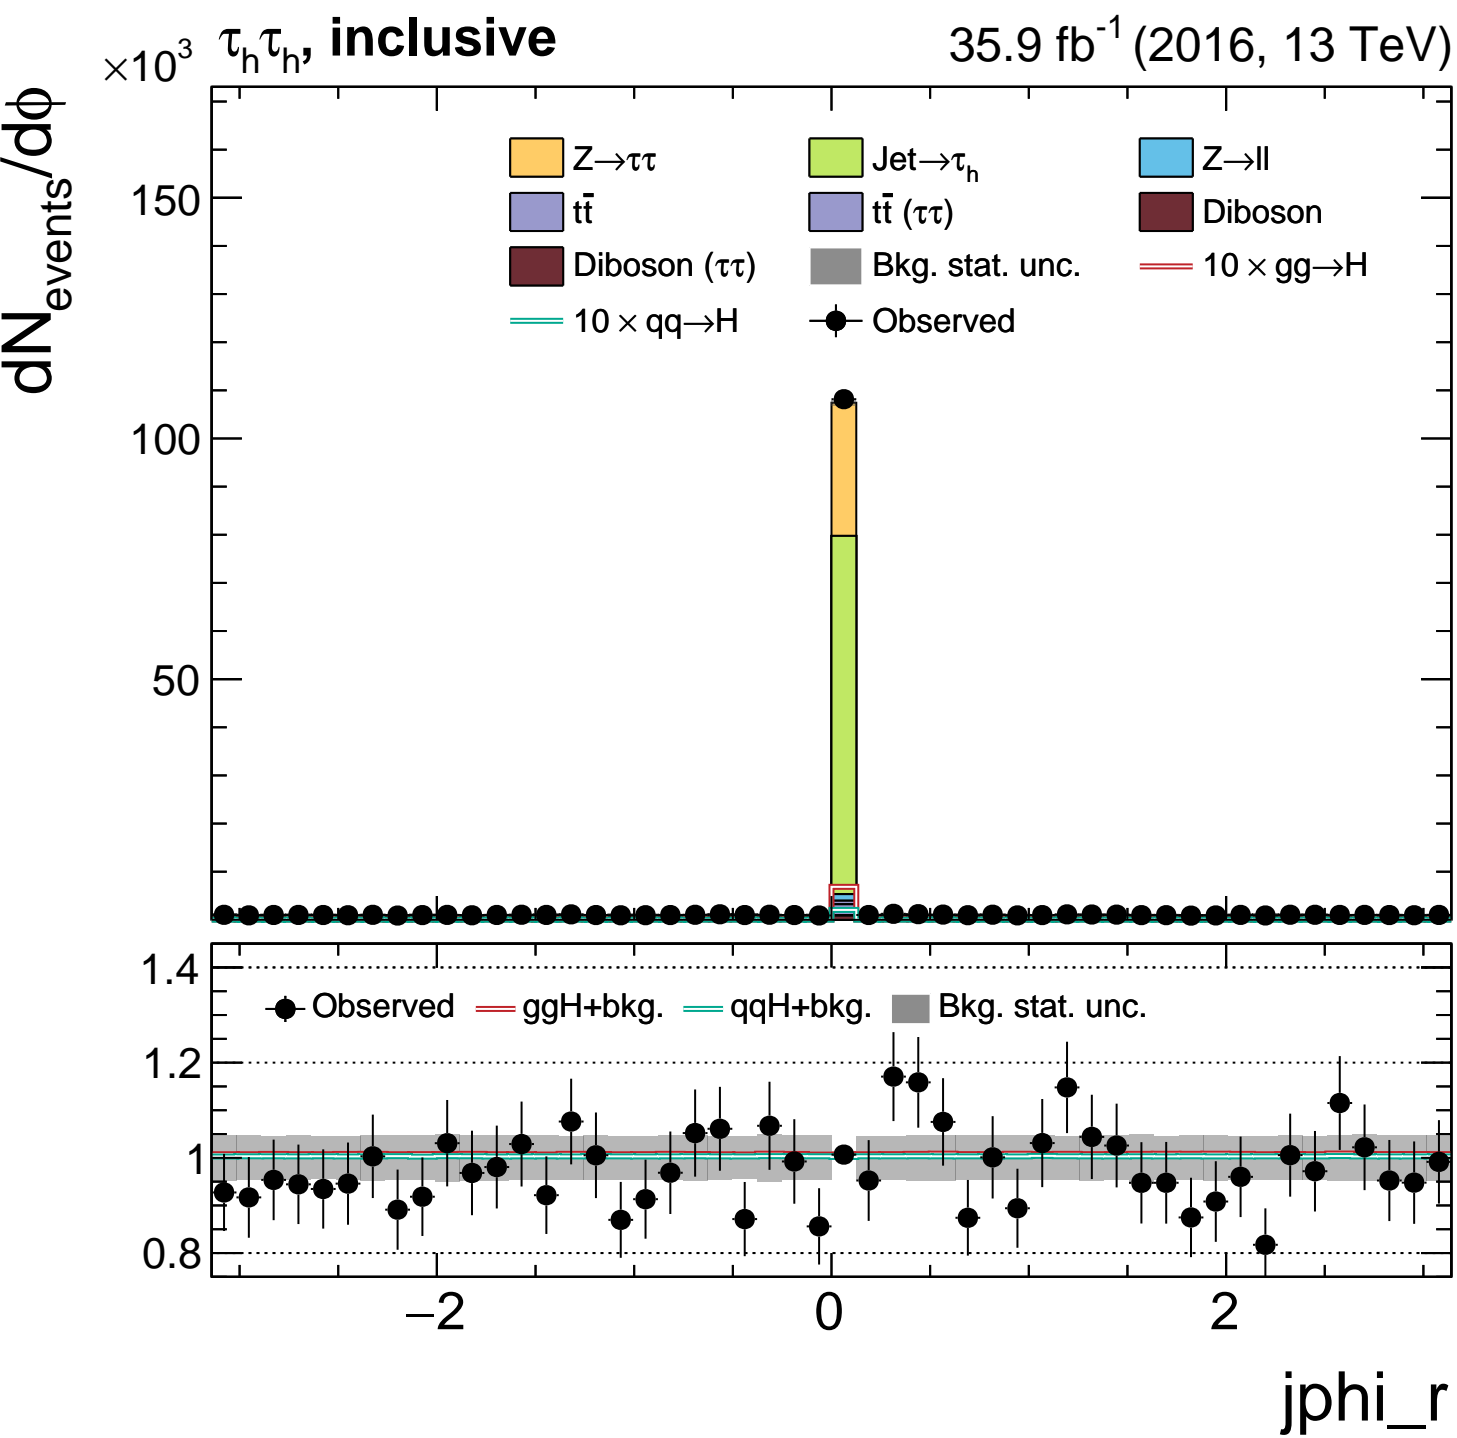 ×10³ τₕτₕ, inclusive 35.9 fb⁻¹ (2016, 13 TeV)
dN_events/dϕ
Z→ττ Jet→τₕ Z→ll
tt̄ tt̄ (ττ) Diboson
Diboson (ττ) Bkg. stat. unc. 10 × gg→H
10 × qq→H Observed
150
100
50
1.4
Observed ggH+bkg. qqH+bkg. Bkg. stat. unc.
1.2
1
0.8
−2 0 2
jphi_r